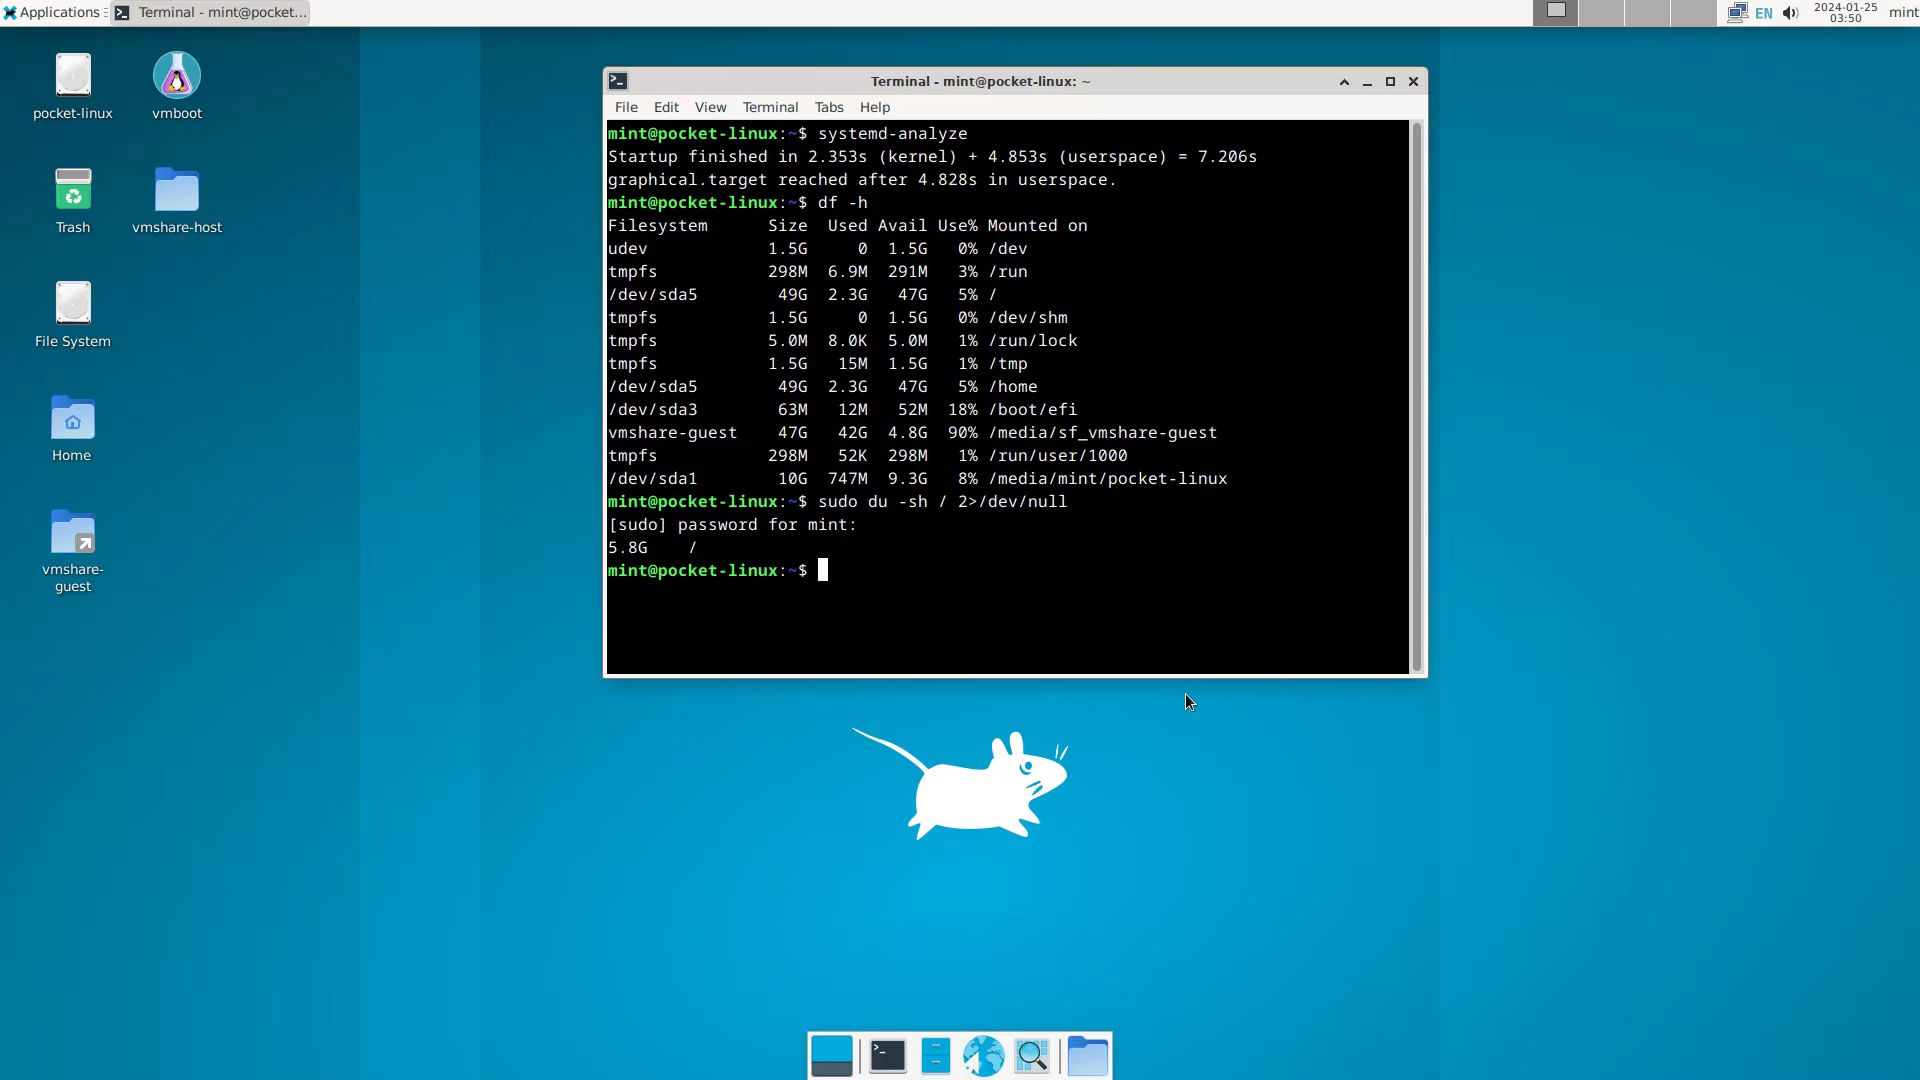 Applications
Terminal - mint@pocket...
EN
2024-01-25
03:50
mint
pocket-linux
vmboot
Trash
vmshare-host
File System
Home
vmshare-
guest
Terminal - mint@pocket-linux: ~
File Edit View Terminal Tabs Help
mint@pocket-linux:~$ systemd-analyze
Startup finished in 2.353s (kernel) + 4.853s (userspace) = 7.206s
graphical.target reached after 4.828s in userspace.
mint@pocket-linux:~$ df -h
Filesystem      Size  Used Avail Use% Mounted on
udev            1.5G     0  1.5G   0% /dev
tmpfs           298M  6.9M  291M   3% /run
/dev/sda5        49G  2.3G   47G   5% /
tmpfs           1.5G     0  1.5G   0% /dev/shm
tmpfs           5.0M  8.0K  5.0M   1% /run/lock
tmpfs           1.5G   15M  1.5G   1% /tmp
/dev/sda5        49G  2.3G   47G   5% /home
/dev/sda3        63M   12M   52M  18% /boot/efi
vmshare-guest    47G   42G  4.8G  90% /media/sf_vmshare-guest
tmpfs           298M   52K  298M   1% /run/user/1000
/dev/sda1        10G  747M  9.3G   8% /media/mint/pocket-linux
mint@pocket-linux:~$ sudo du -sh / 2>/dev/null
[sudo] password for mint:
5.8G    /
mint@pocket-linux:~$